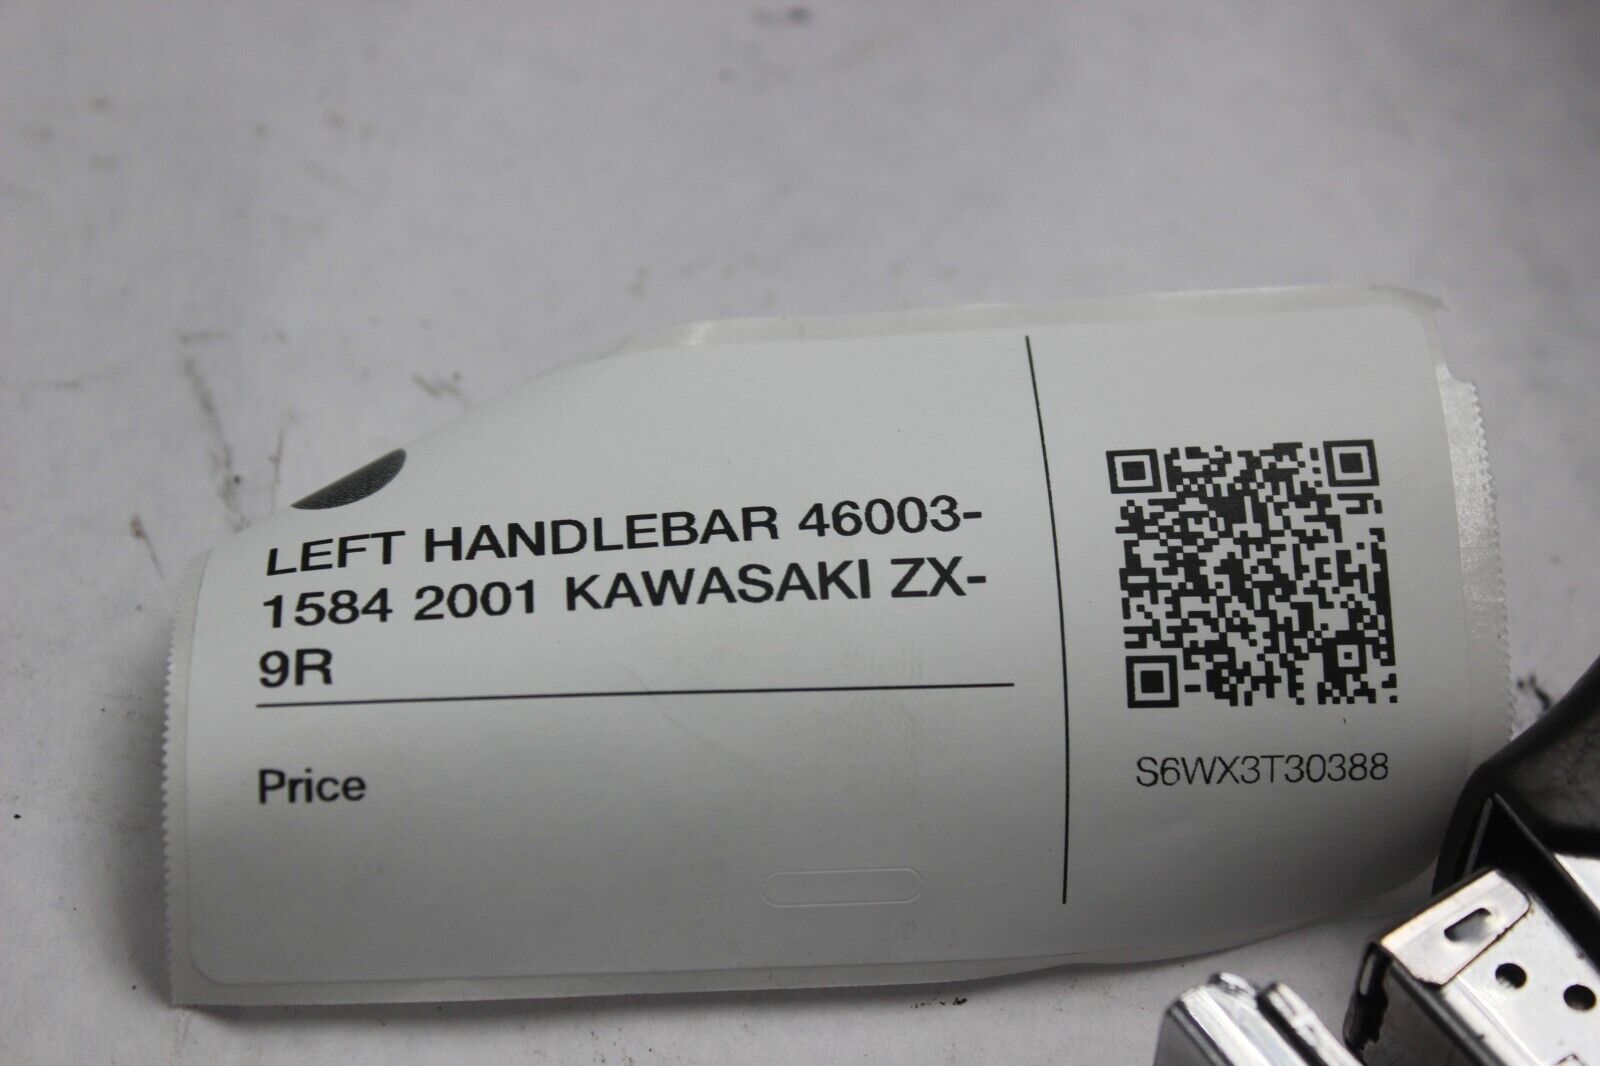 LEFT HANDLEBAR 46003-
1584 2001 KAWASAKI ZX-
9R
Price
S6WX3T30388